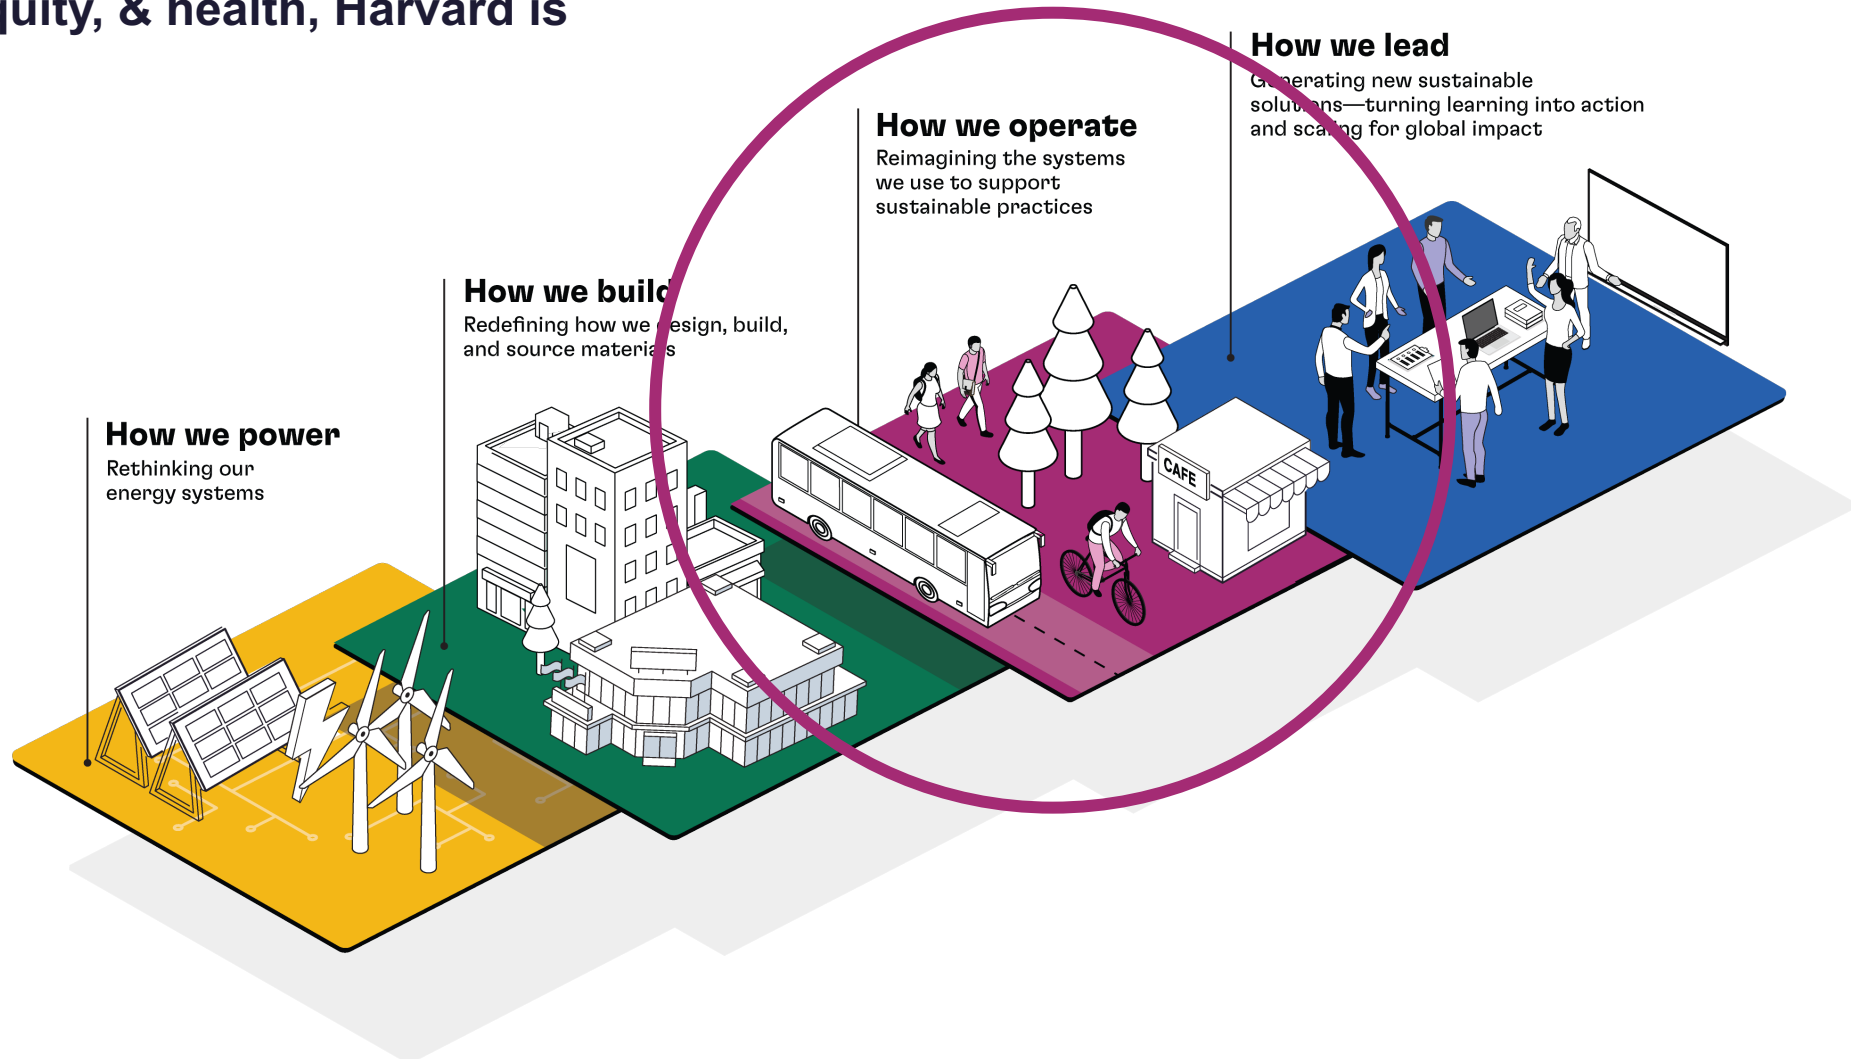 quity, & health, Harvard is
How we lead
Generating new sustainable
solutions—turning learning into action
and scaling for global impact
How we operate
Reimagining the systems
we use to support
sustainable practices
How we build
Redefining how we design, build,
and source materials
How we power
Rethinking our
energy systems
CAFE